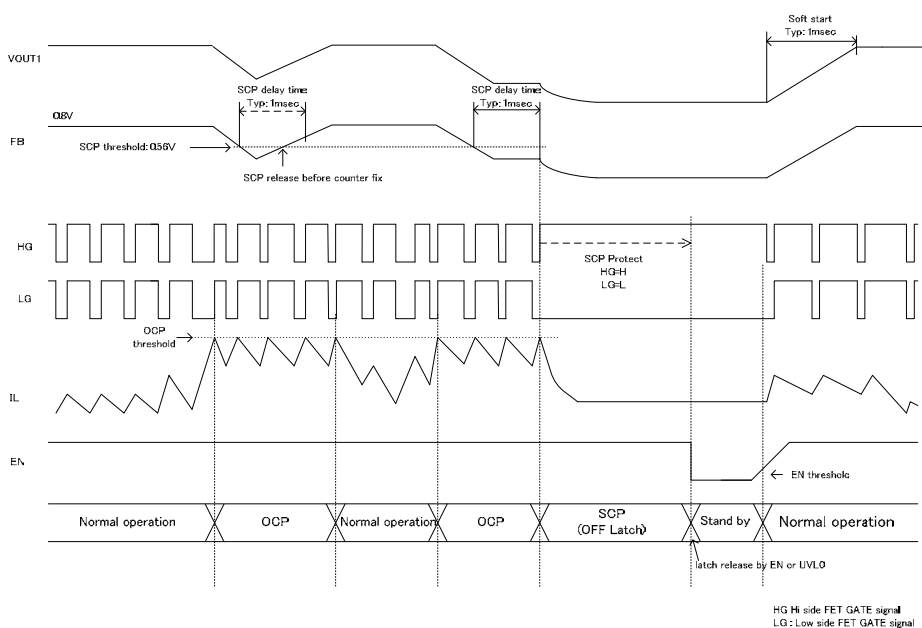 Soft start
Typ: 1msec
VOUT1
SCP delay time
Typ: 1msec
SCP delay time
Typ: 1msec
0.8V
FB
SCP threshold: 0.56V
SCP release before counter fix
HG
SCP Protect
HG=H
LG=L
LG
OCP
threshold
IL
EN
EN threshold
Normal operation
OCP
Normal operation
OCP
SCP
(OFF Latch)
Stand by
Normal operation
latch release by EN or UVLO
HG Hi side FET GATE signal
LG : Low side FET GATE signal